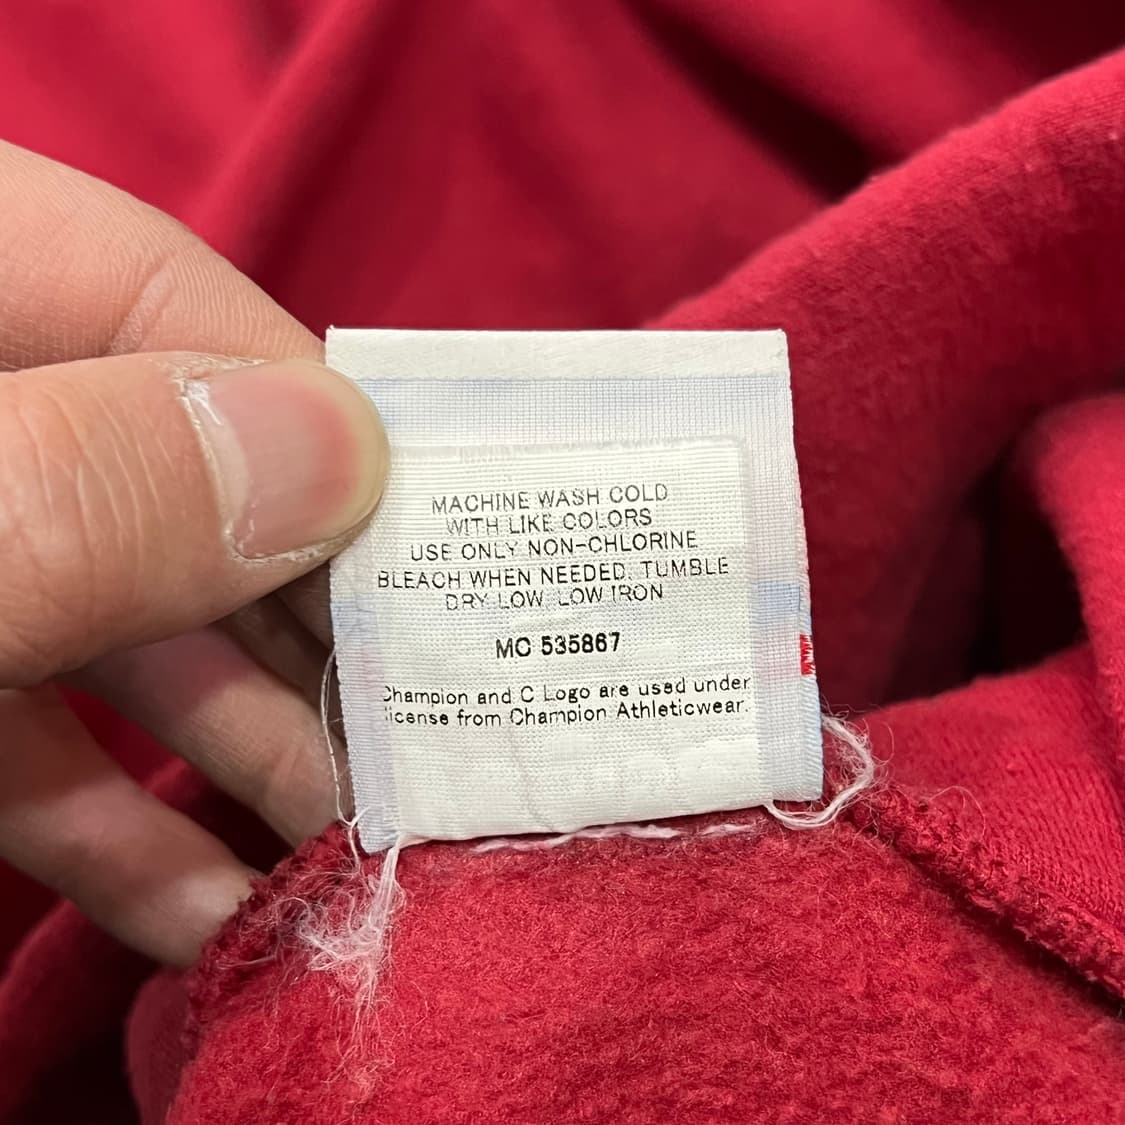 MACHINE WASH COLD
WITH LIKE COLORS
USE ONLY NON-CHLORINE
BLEACH WHEN NEEDED. TUMBLE
DRY LOW, LOW IRON
MC 535867
Champion and C Logo are used under
license from Champion Athleticwear.